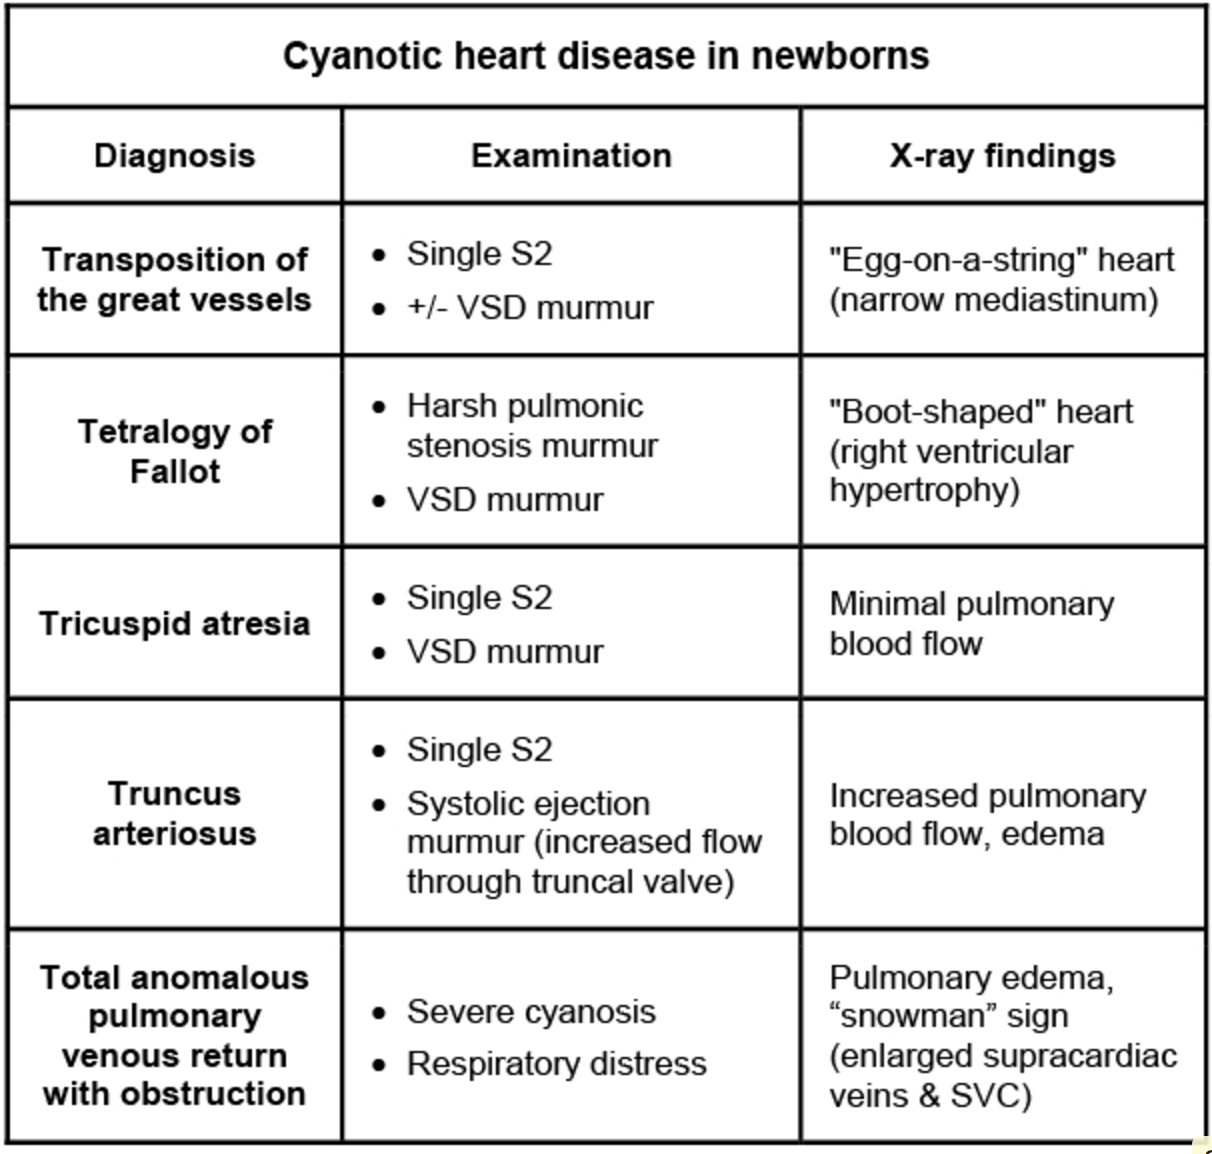 Cyanotic heart disease in newborns
Diagnosis
Examination
X-ray findings
Transposition of
the great vessels
• Single S2
• +/- VSD murmur
"Egg-on-a-string" heart
(narrow mediastinum)
Tetralogy of
Fallot
• Harsh pulmonic
stenosis murmur
• VSD murmur
"Boot-shaped" heart
(right ventricular
hypertrophy)
Tricuspid atresia
• Single S2
• VSD murmur
Minimal pulmonary
blood flow
Truncus
arteriosus
• Single S2
• Systolic ejection
murmur (increased flow
through truncal valve)
Increased pulmonary
blood flow, edema
Total anomalous
pulmonary
venous return
with obstruction
• Severe cyanosis
• Respiratory distress
Pulmonary edema,
“snowman” sign
(enlarged supracardiac
veins & SVC)